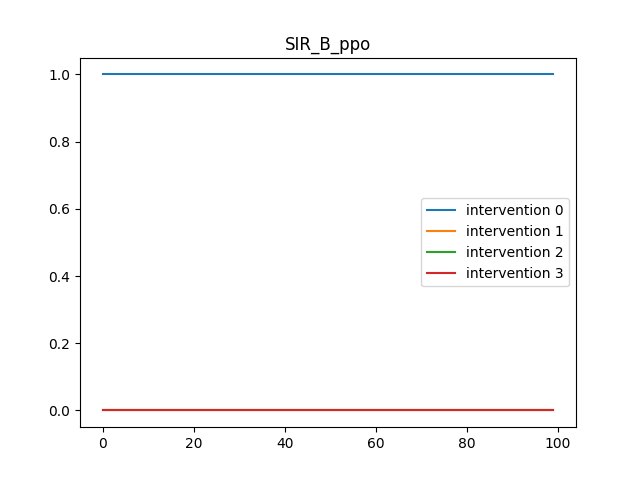 SIR_B_ppo
1.0
0.8
0.6
0.4
0.2
0.0
intervention 0
intervention 1
intervention 2
intervention 3
0 20 40 60 80 100